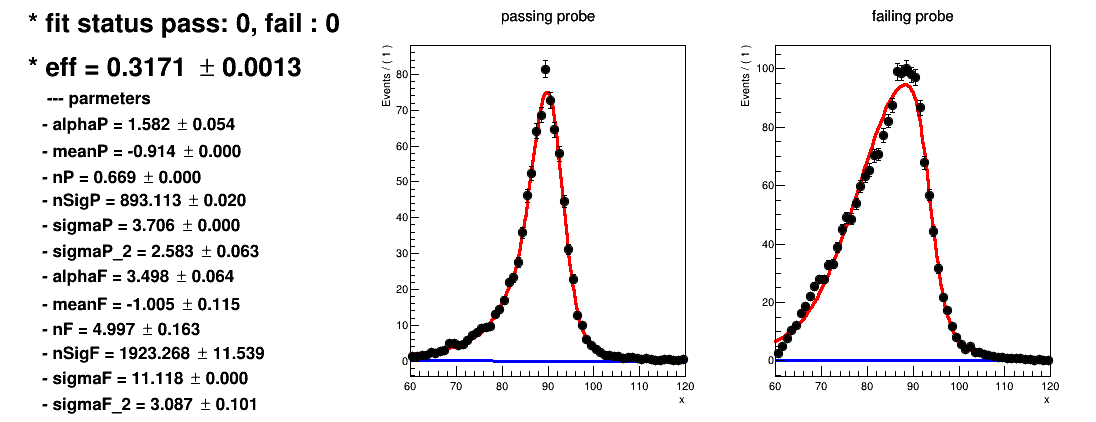 * fit status pass: 0, fail : 0
* eff = 0.3171 ± 0.0013
--- parmeters
- alphaP = 1.582 ± 0.054
- meanP = -0.914 ± 0.000
- nP = 0.669 ± 0.000
- nSigP = 893.113 ± 0.020
- sigmaP = 3.706 ± 0.000
- sigmaP_2 = 2.583 ± 0.063
- alphaF = 3.498 ± 0.064
- meanF = -1.005 ± 0.115
- nF = 4.997 ± 0.163
- nSigF = 1923.268 ± 11.539
- sigmaF = 11.118 ± 0.000
- sigmaF_2 = 3.087 ± 0.101
passing probe
Events / ( 1 )
80
70
60
50
40
30
20
10
0
60 70 80 90 100 110 120
x
failing probe
Events / ( 1 )
100
80
60
40
20
0
60 70 80 90 100 110 120
x